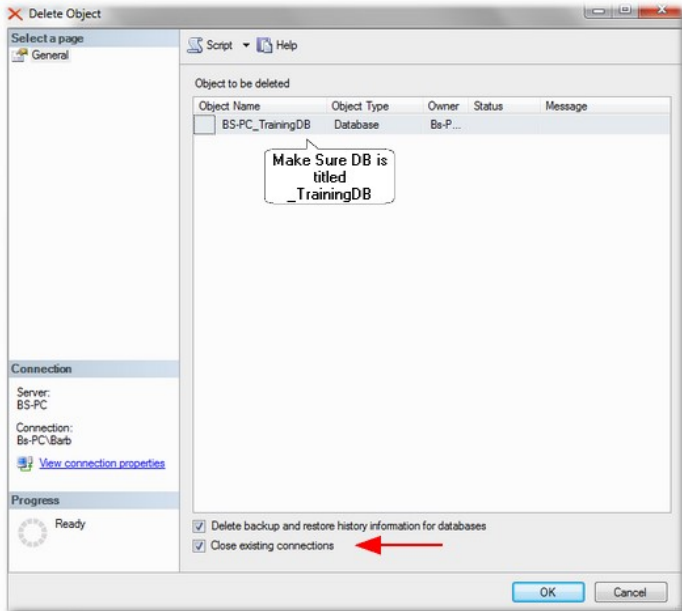 Delete Object
Select a page
General
Script Help
Object to be deleted
Object Name Object Type Owner Status Message
BS-PC_TrainingDB Database Bs-P...
Make Sure DB is
titled
_TrainingDB
Connection
Server:
BS-PC
Connection:
Bs-PC\Barb
View connection properties
Progress
Ready
Delete backup and restore history information for databases
Close existing connections
OK Cancel